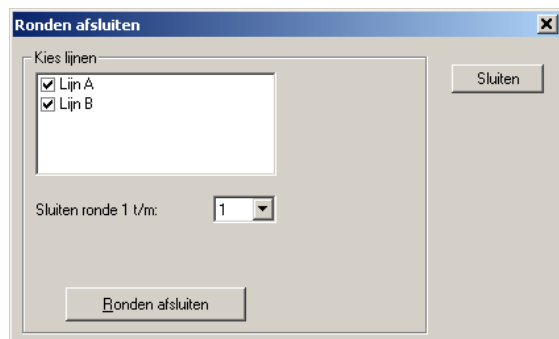 Ronden afsluiten
Kies lijnen
Lijn A
Lijn B
Sluiten
Sluiten ronde 1 t/m:
1
Ronden afsluiten